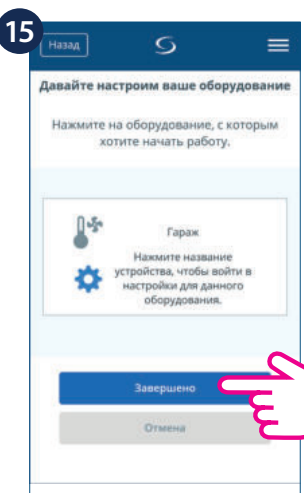 15
Назад
Давайте настроим ваше оборудование
Нажмите на оборудование, с которым
хотите начать работу.
Гараж
Нажмите название
устройства, чтобы войти в
настройки для данного
оборудования.
Завершено
Отмена